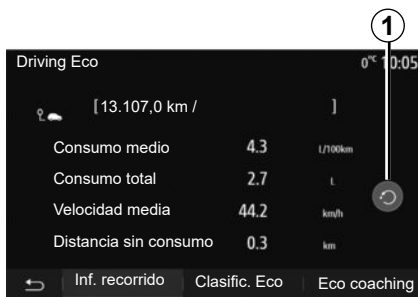 1
Driving Eco 0°C 10:05
[13.107,0 km / ]
Consumo medio 4.3 L/100km
Consumo total 2.7 L
Velocidad media 44.2 km/h
Distancia sin consumo 0.3 km
Inf. recorrido Clasific. Eco Eco coaching